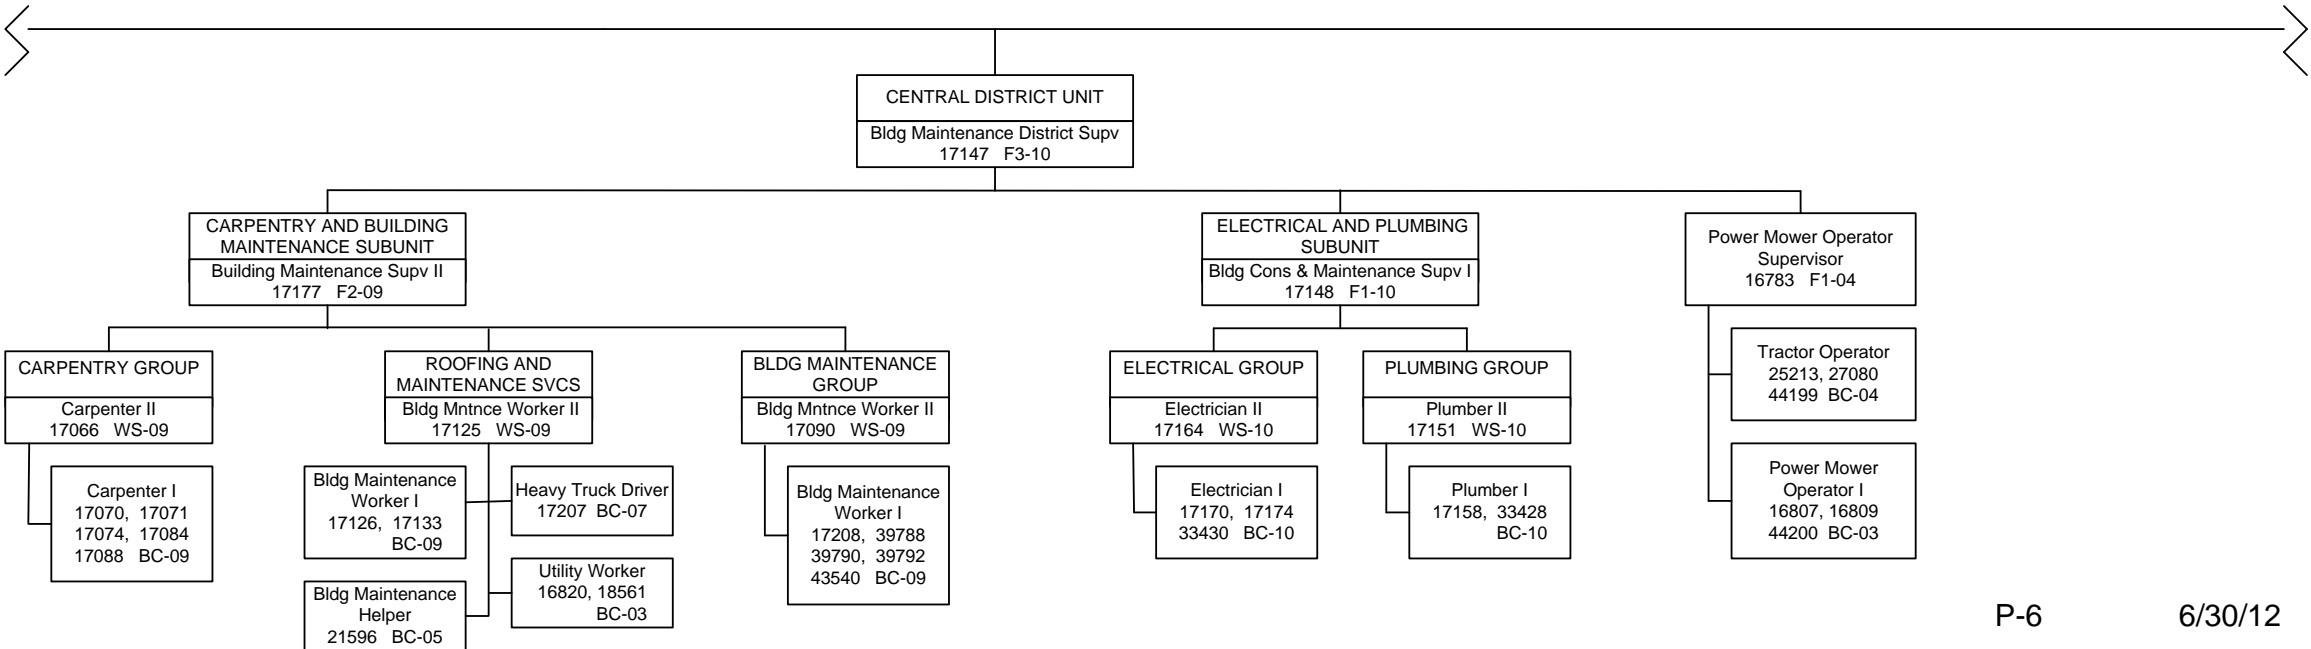 CENTRAL DISTRICT UNIT
Bldg Maintenance District Supv
17147 F3-10
CARPENTRY AND BUILDING
MAINTENANCE SUBUNIT
Building Maintenance Supv II
17177 F2-09
ELECTRICAL AND PLUMBING
SUBUNIT
Bldg Cons & Maintenance Supv I
17148 F1-10
Power Mower Operator
Supervisor
16783 F1-04
CARPENTRY GROUP
Carpenter II
17066 WS-09
ROOFING AND
MAINTENANCE SVCS
Bldg Mntnce Worker II
17125 WS-09
BLDG MAINTENANCE
GROUP
Bldg Mntnce Worker II
17090 WS-09
ELECTRICAL GROUP
Electrician II
17164 WS-10
PLUMBING GROUP
Plumber II
17151 WS-10
Tractor Operator
25213, 27080
44199 BC-04
Carpenter I
17070, 17071
17074, 17084
17088 BC-09
Bldg Maintenance
Worker I
17126, 17133
BC-09
Heavy Truck Driver
17207 BC-07
Bldg Maintenance
Worker I
17208, 39788
39790, 39792
43540 BC-09
Electrician I
17170, 17174
33430 BC-10
Plumber I
17158, 33428
BC-10
Power Mower
Operator I
16807, 16809
44200 BC-03
Bldg Maintenance
Helper
21596 BC-05
Utility Worker
16820, 18561
BC-03
P-6 6/30/12